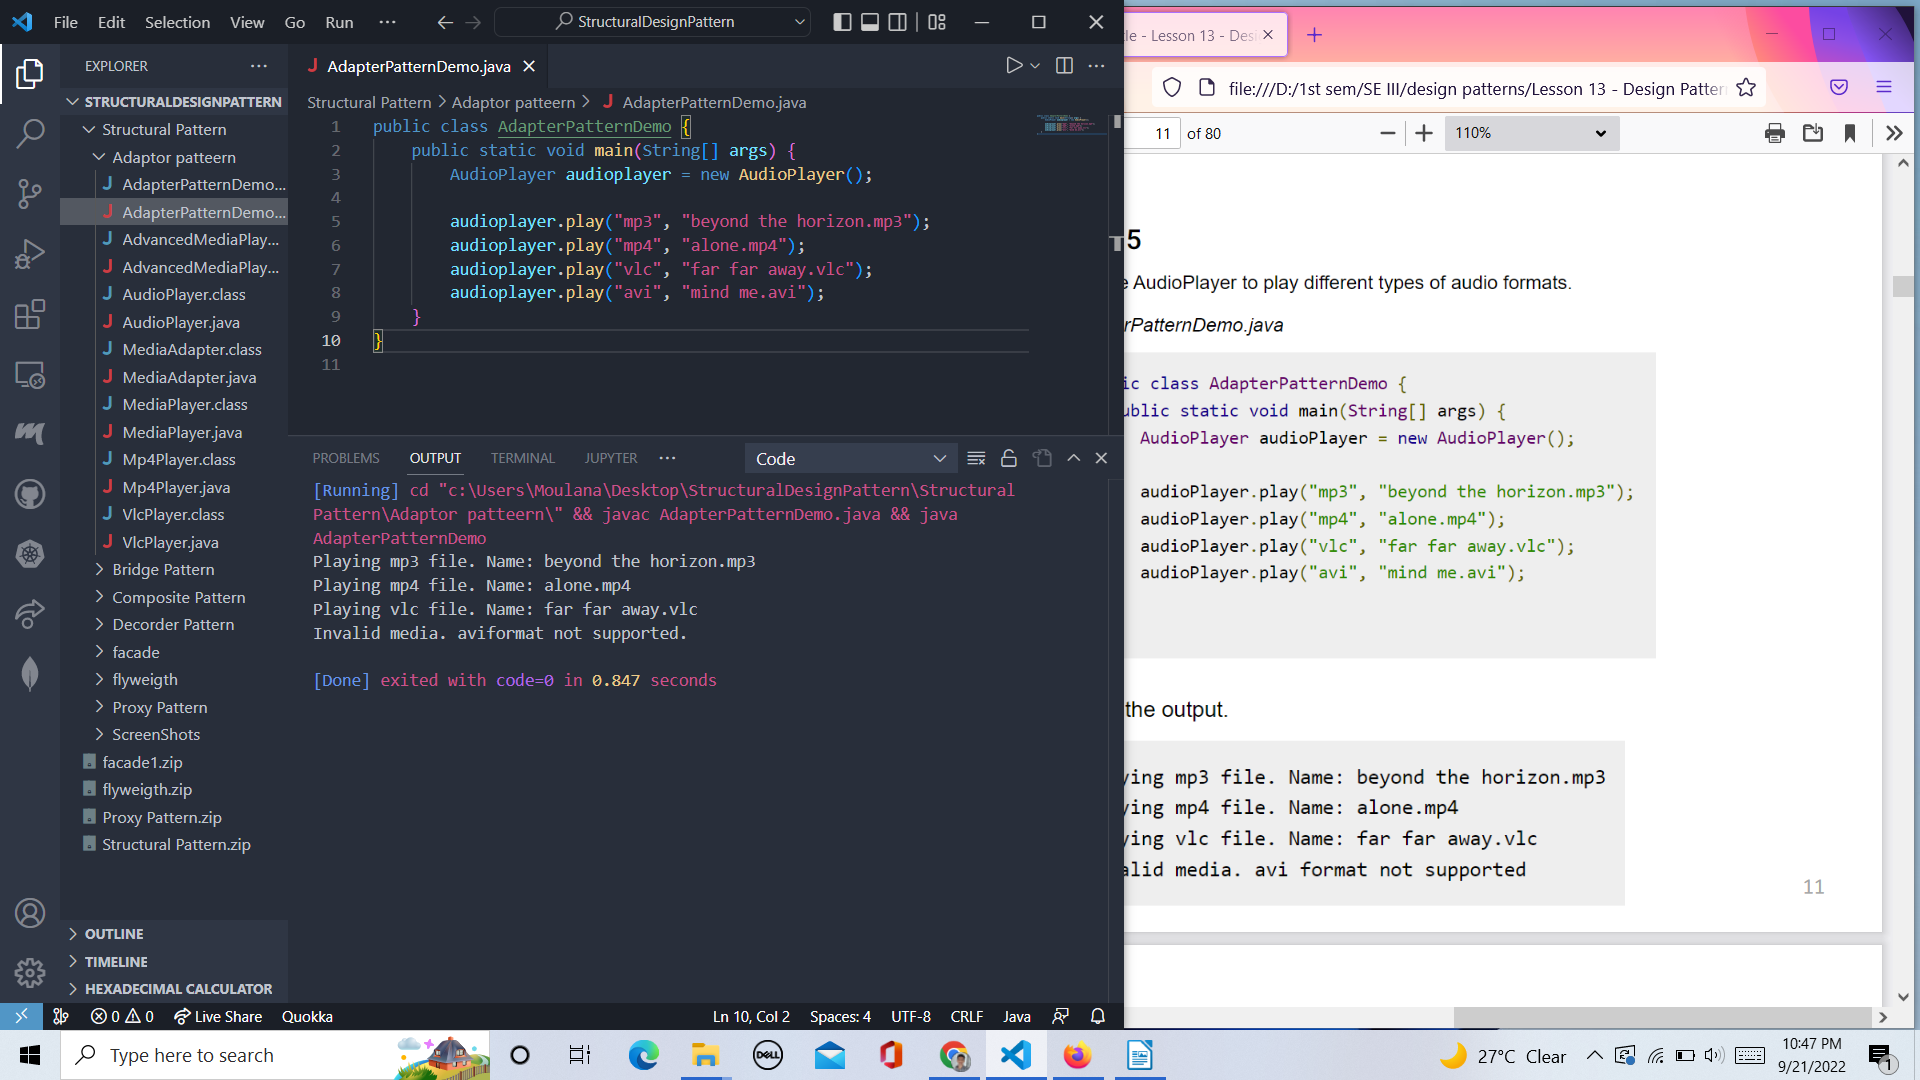 File Edit Selection View Go Run ···
StructuralDesignPattern
EXPLORER ···
STRUCTURALDESIGNPATTERN
Structural Pattern
Adaptor patteern
J AdapterPatternDemo...
J AdapterPatternDemo...
J AdvancedMediaPlay...
J AdvancedMediaPlay...
J AudioPlayer.class
J AudioPlayer.java
J MediaAdapter.class
J MediaAdapter.java
J MediaPlayer.class
J MediaPlayer.java
J Mp4Player.class
J Mp4Player.java
J VlcPlayer.class
J VlcPlayer.java
Bridge Pattern
Composite Pattern
Decorder Pattern
facade
flyweigth
Proxy Pattern
ScreenShots
facade1.zip
flyweigth.zip
Proxy Pattern.zip
Structural Pattern.zip
OUTLINE
TIMELINE
HEXADECIMAL CALCULATOR
J AdapterPatternDemo.java
Structural Pattern > Adaptor patteern > J AdapterPatternDemo.java
1 public class AdapterPatternDemo {
2 public static void main(String[] args) {
3 AudioPlayer audioplayer = new AudioPlayer();
4
5 audioplayer.play("mp3", "beyond the horizon.mp3");
6 audioplayer.play("mp4", "alone.mp4");
7 audioplayer.play("vlc", "far far away.vlc");
8 audioplayer.play("avi", "mind me.avi");
9 }
10 }
11
PROBLEMS OUTPUT TERMINAL JUPYTER ··· Code
[Running] cd "c:\Users\Moulana\Desktop\StructuralDesignPattern\Structural
Pattern\Adaptor patteern\" && javac AdapterPatternDemo.java && java
AdapterPatternDemo
Playing mp3 file. Name: beyond the horizon.mp3
Playing mp4 file. Name: alone.mp4
Playing vlc file. Name: far far away.vlc
Invalid media. aviformat not supported.
[Done] exited with code=0 in 0.847 seconds
0 0 Live Share Quokka
Ln 10, Col 2 Spaces: 4 UTF-8 CRLF Java
le - Lesson 13 - Desi
file:///D:/1st sem/SE III/design patterns/Lesson 13 - Design Patter
11 of 80
110%
5
e AudioPlayer to play different types of audio formats.
rPatternDemo.java
ic class AdapterPatternDemo {
ublic static void main(String[] args) {
AudioPlayer audioPlayer = new AudioPlayer();
audioPlayer.play("mp3", "beyond the horizon.mp3");
audioPlayer.play("mp4", "alone.mp4");
audioPlayer.play("vlc", "far far away.vlc");
audioPlayer.play("avi", "mind me.avi");
the output.
ying mp3 file. Name: beyond the horizon.mp3
ying mp4 file. Name: alone.mp4
ying vlc file. Name: far far away.vlc
alid media. avi format not supported
11
Type here to search
DELL
27°C Clear
10:47 PM
9/21/2022
1